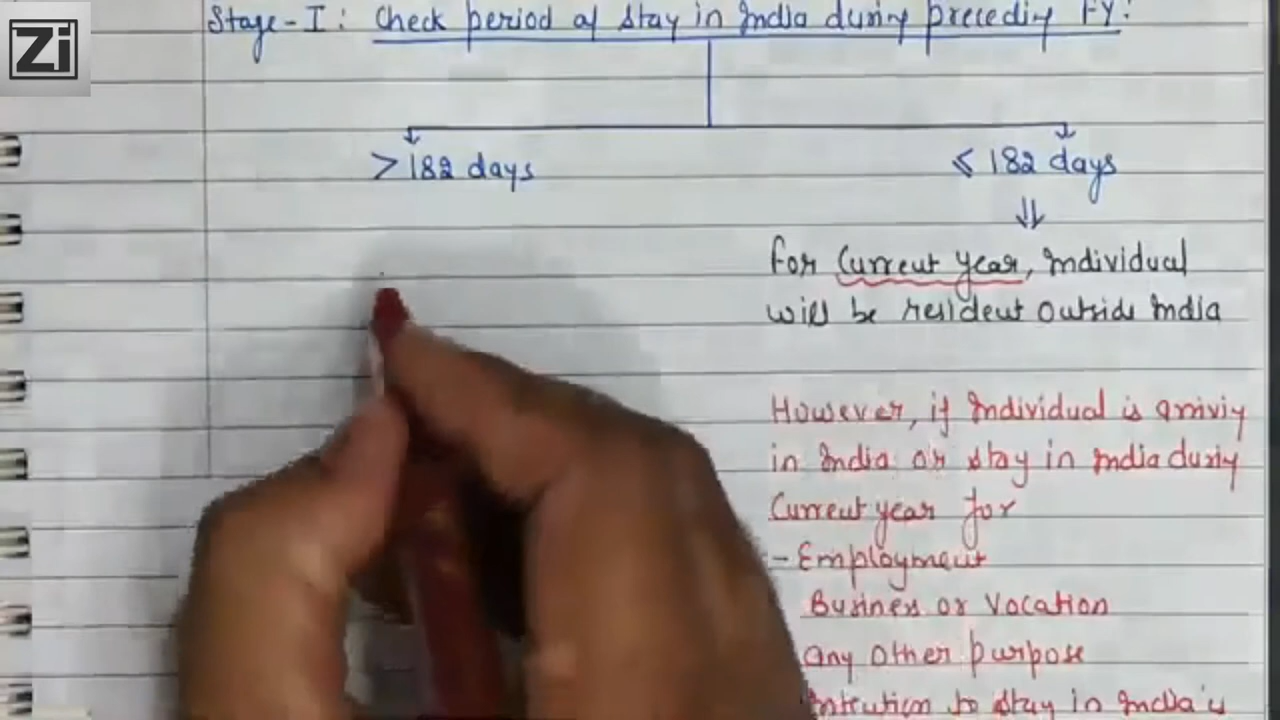 Zi
Stage-I: Check period of stay in India during preceding FY:
> 182 days
≤ 182 days
⇓
For Current year, individual
will be resident outside India
However, if individual is arriving
in India or stay in India during
Current year for
- Employment
Business or Vocation
any other purpose
intention to stay in India is